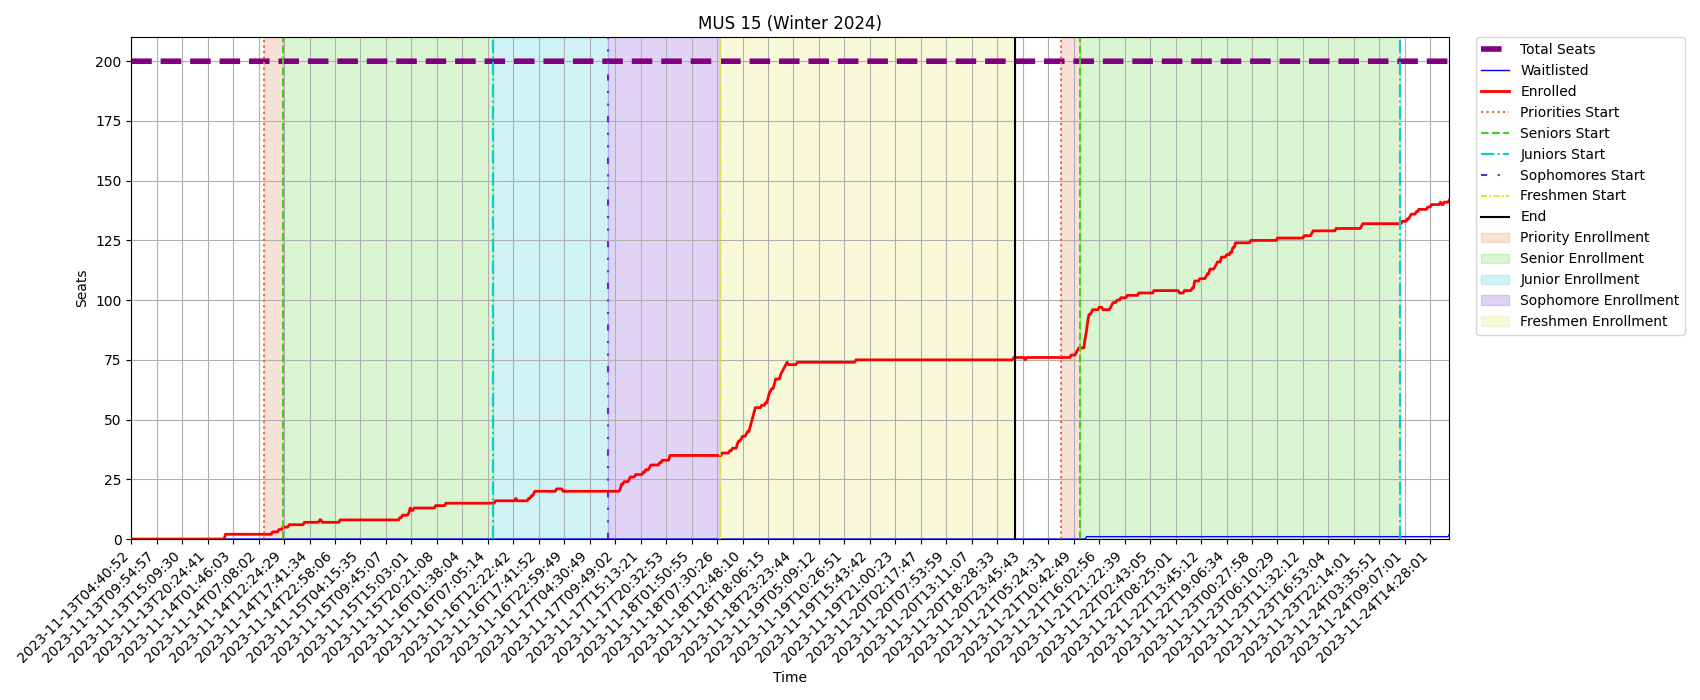 MUS 15 (Winter 2024)
Seats
200
175
150
125
100
75
50
25
0
2023-11-13T04:40:52
2023-11-13T09:54:57
2023-11-13T15:09:30
2023-11-13T20:24:41
2023-11-14T01:46:03
2023-11-14T07:08:02
2023-11-14T12:24:29
2023-11-14T17:41:34
2023-11-14T22:58:06
2023-11-15T04:15:35
2023-11-15T09:45:07
2023-11-15T15:03:01
2023-11-15T20:21:08
2023-11-16T01:38:04
2023-11-16T07:05:14
2023-11-16T12:22:42
2023-11-16T17:41:52
2023-11-16T22:59:49
2023-11-17T04:30:49
2023-11-17T09:49:02
2023-11-17T15:13:21
2023-11-17T20:32:53
2023-11-18T01:50:55
2023-11-18T07:30:26
2023-11-18T12:48:10
2023-11-18T18:06:15
2023-11-18T23:23:44
2023-11-19T05:09:12
2023-11-19T10:26:51
2023-11-19T15:43:42
2023-11-19T21:00:23
2023-11-20T02:17:47
2023-11-20T07:53:59
2023-11-20T13:11:07
2023-11-20T18:28:33
2023-11-20T23:45:43
2023-11-21T05:24:31
2023-11-21T10:42:49
2023-11-21T16:02:56
2023-11-21T21:22:39
2023-11-22T02:43:05
2023-11-22T08:25:01
2023-11-22T13:45:12
2023-11-22T19:06:34
2023-11-23T00:27:58
2023-11-23T06:10:29
2023-11-23T11:32:12
2023-11-23T16:53:04
2023-11-23T22:14:01
2023-11-24T03:35:51
2023-11-24T09:07:01
2023-11-24T14:28:01
Time
Total Seats
Waitlisted
Enrolled
Priorities Start
Seniors Start
Juniors Start
Sophomores Start
Freshmen Start
End
Priority Enrollment
Senior Enrollment
Junior Enrollment
Sophomore Enrollment
Freshmen Enrollment